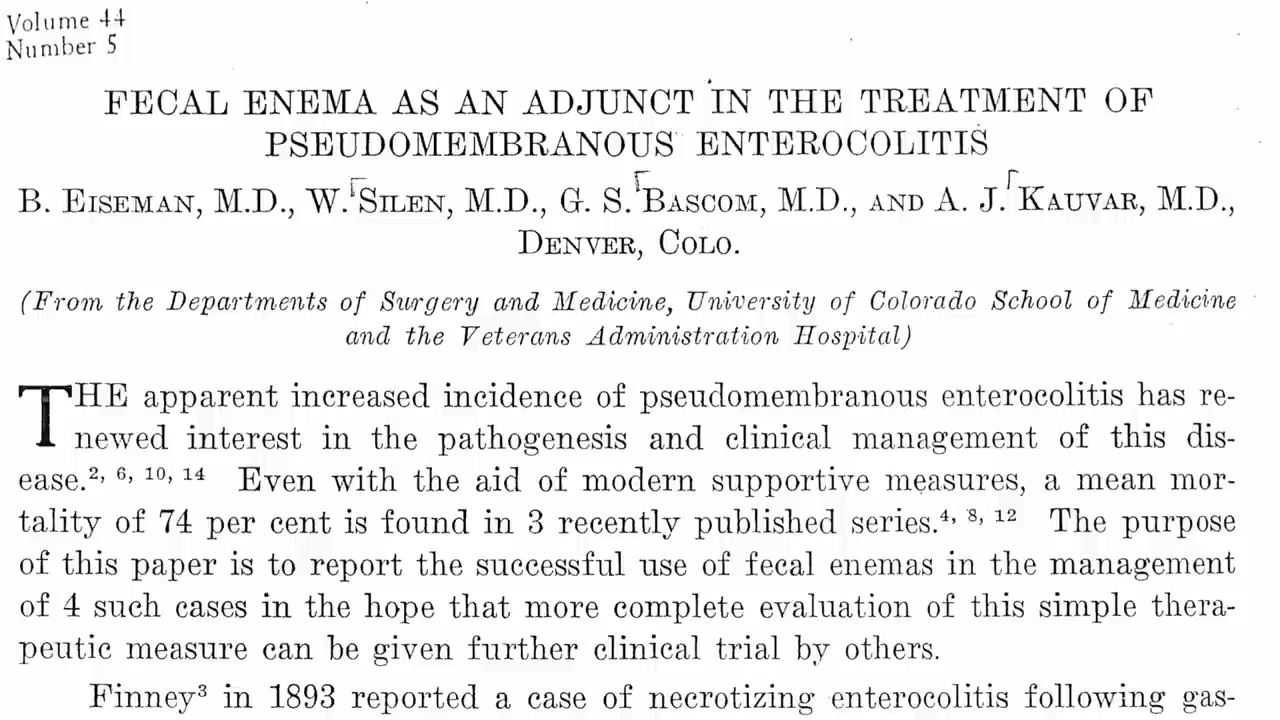 Volume 44
Number 5
FECAL ENEMA AS AN ADJUNCT IN THE TREATMENT OF
PSEUDOMEMBRANOUS ENTEROCOLITIS
B. EISEMAN, M.D., W. SILEN, M.D., G. S. BASCOM, M.D., AND A. J. KAUVAR, M.D.,
DENVER, COLO.
(From the Departments of Surgery and Medicine, University of Colorado School of Medicine
and the Veterans Administration Hospital)
THE apparent increased incidence of pseudomembranous enterocolitis has re-
newed interest in the pathogenesis and clinical management of this dis-
ease.2, 6, 10, 14 Even with the aid of modern supportive measures, a mean mor-
tality of 74 per cent is found in 3 recently published series.4, 8, 12 The purpose
of this paper is to report the successful use of fecal enemas in the management
of 4 such cases in the hope that more complete evaluation of this simple thera-
peutic measure can be given further clinical trial by others.
Finney3 in 1893 reported a case of necrotizing enterocolitis following gas-